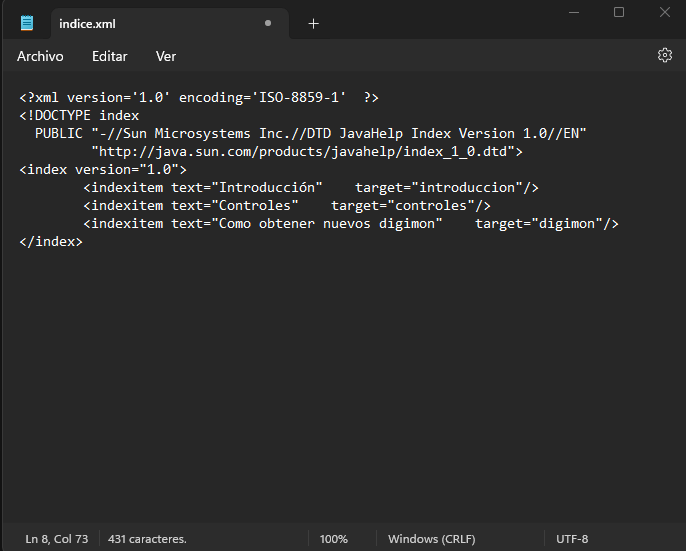 indice.xml
Archivo Editar Ver
<?xml version='1.0' encoding='ISO-8859-1'  ?>
<!DOCTYPE index
  PUBLIC "-//Sun Microsystems Inc.//DTD JavaHelp Index Version 1.0//EN"
         "http://java.sun.com/products/javahelp/index_1_0.dtd">
<index version="1.0">
        <indexitem text="Introducción"    target="introduccion"/>
        <indexitem text="Controles"    target="controles"/>
        <indexitem text="Como obtener nuevos digimon"    target="digimon"/>
</index>
Ln 8, Col 73 431 caracteres. 100% Windows (CRLF) UTF-8